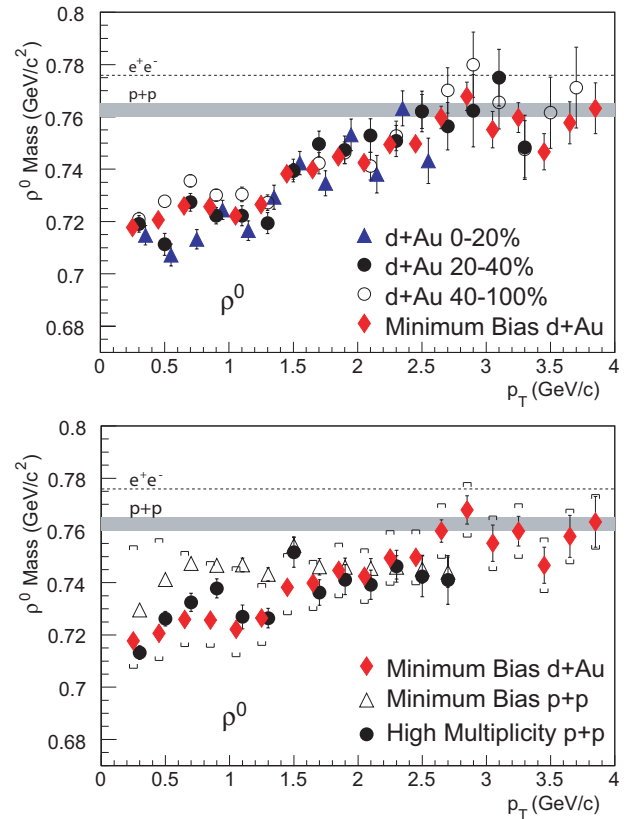 0.8
0.78
0.76
0.74
0.72
0.7
0.68
ρ⁰ Mass (GeV/c²)
e⁺e⁻
p+p
d+Au 0-20%
d+Au 20-40%
d+Au 40-100%
Minimum Bias d+Au
ρ⁰
0 0.5 1 1.5 2 2.5 3 3.5 4
p_T (GeV/c)
0.8
0.78
0.76
0.74
0.72
0.7
0.68
ρ⁰ Mass (GeV/c²)
e⁺e⁻
p+p
Minimum Bias d+Au
Minimum Bias p+p
High Multiplicity p+p
ρ⁰
0 0.5 1 1.5 2 2.5 3 3.5 4
p_T (GeV/c)